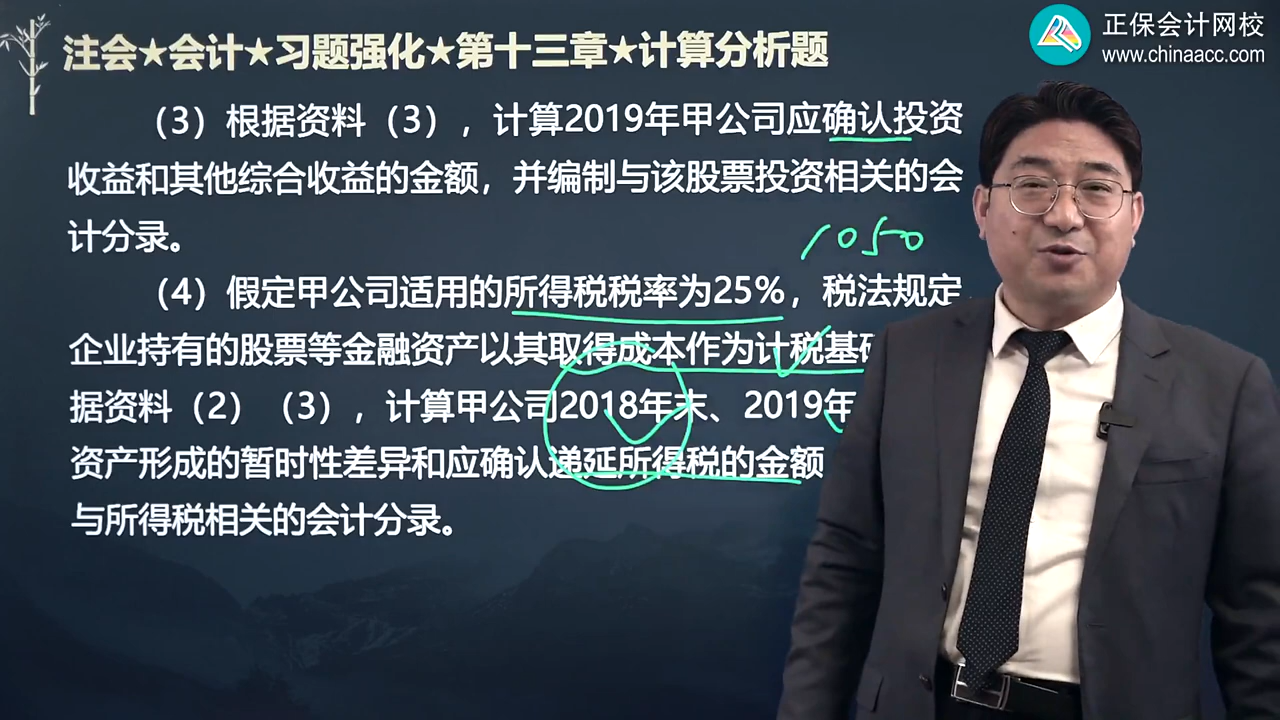 注会★会计★习题强化★第十三章★计算分析题
正保会计网校
www.chinaacc.com
(3)根据资料(3),计算2019年甲公司应确认投资
收益和其他综合收益的金额,并编制与该股票投资相关的会
计分录。
1050
(4)假定甲公司适用的所得税税率为25%,税法规定
企业持有的股票等金融资产以其取得成本作为计税基
据资料(2)(3),计算甲公司2018年末、2019年
资产形成的暂时性差异和应确认递延所得税的金额
与所得税相关的会计分录。